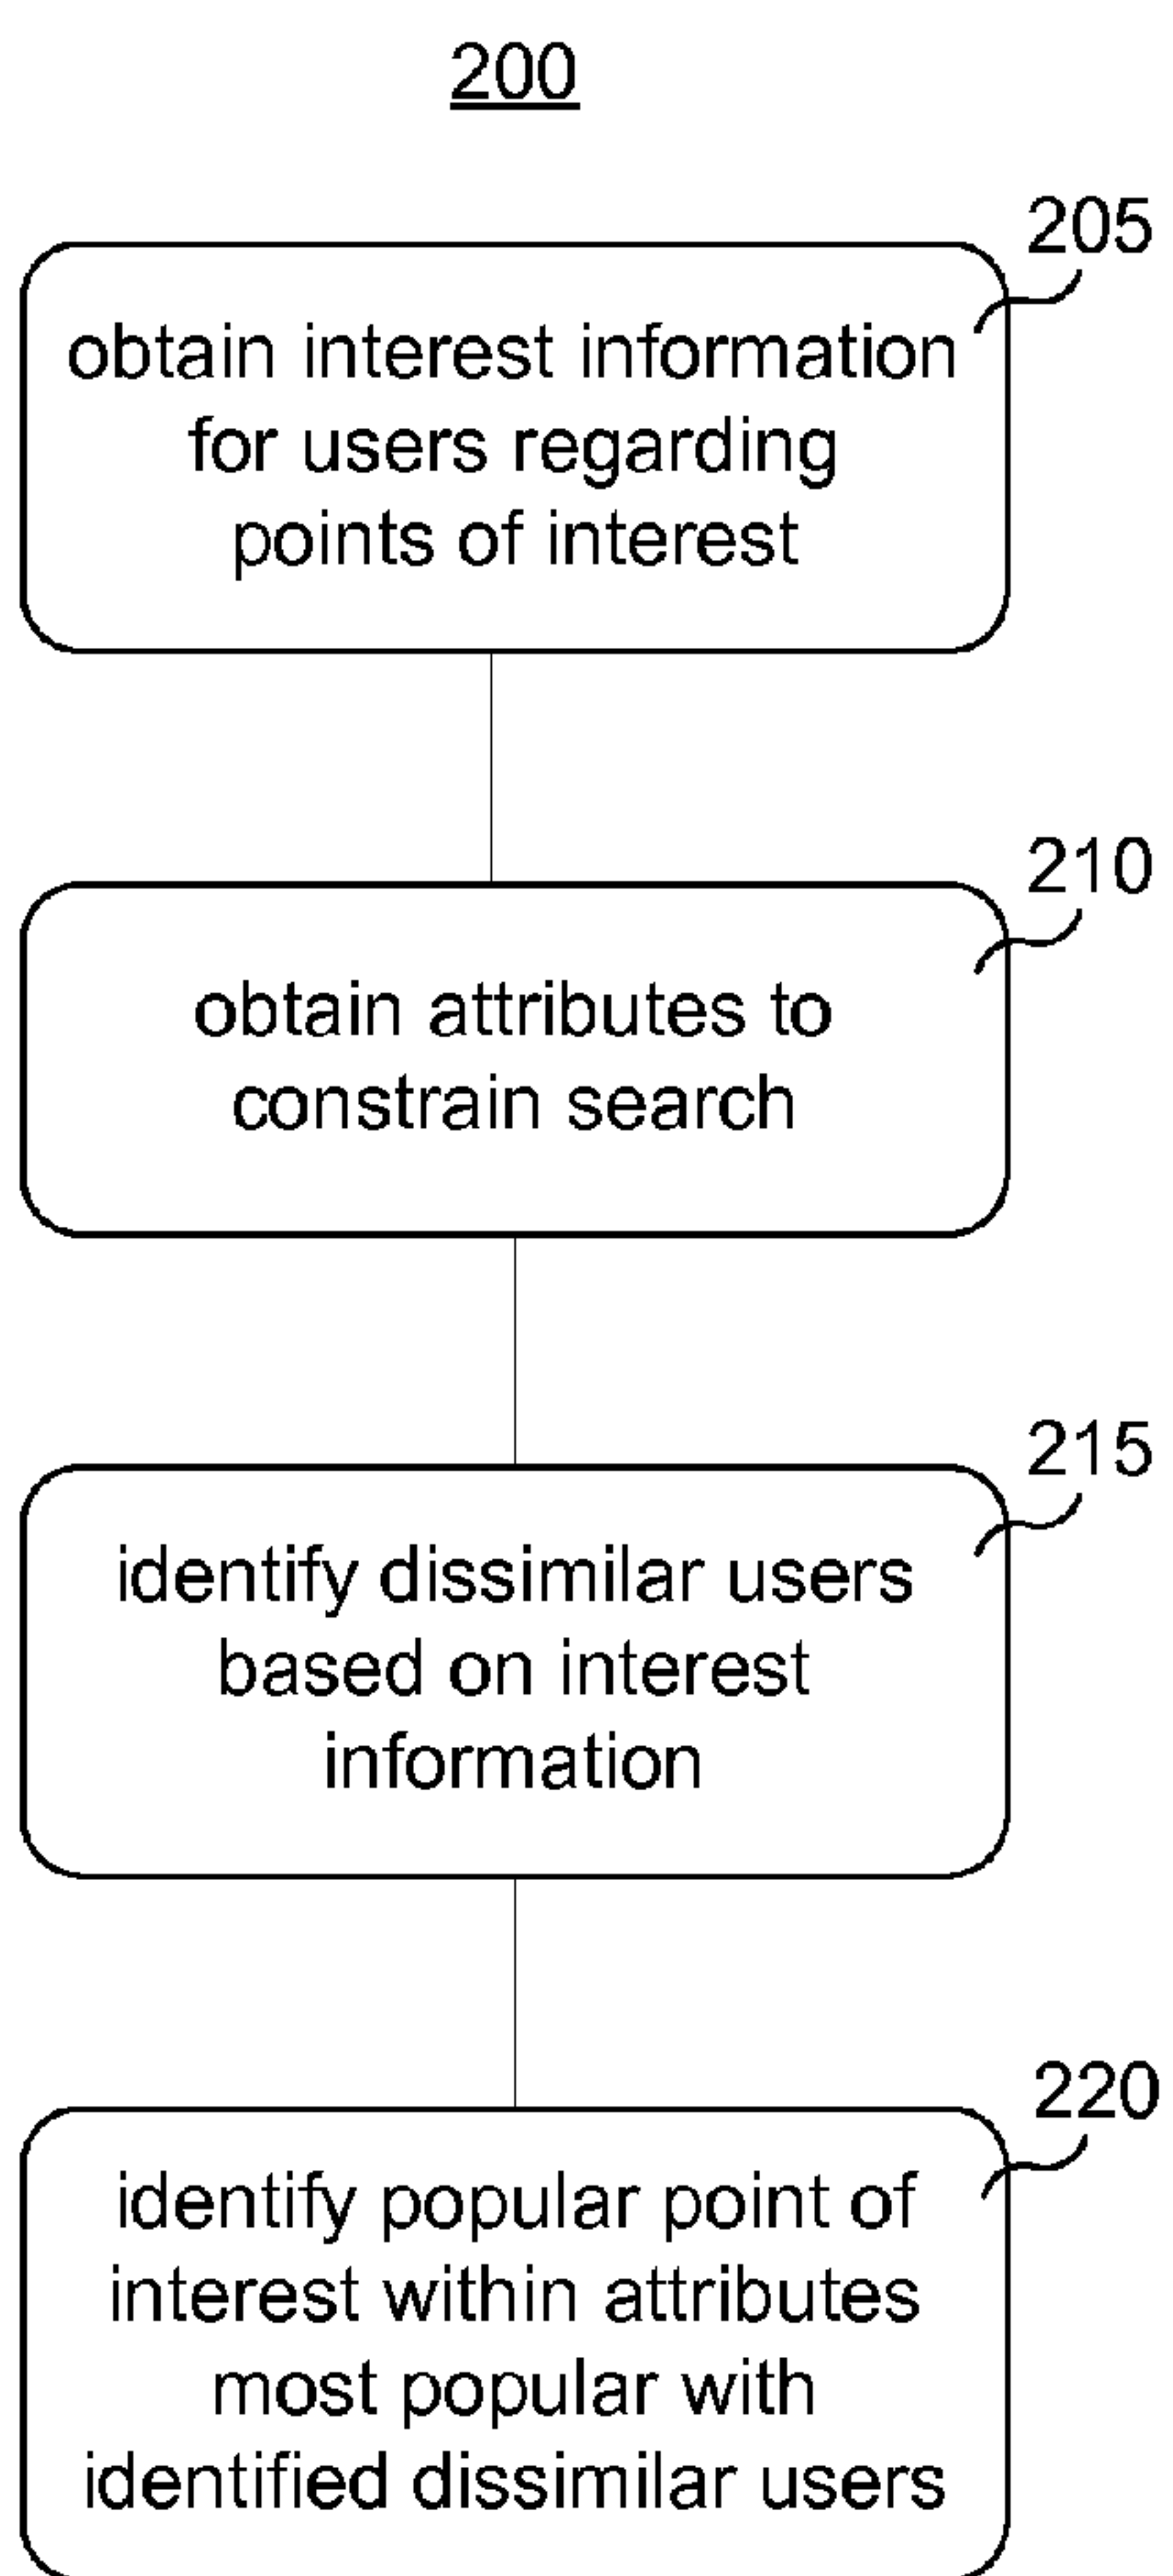 200
205
obtain interest information
for users regarding
points of interest
210
obtain attributes to
constrain search
215
identify dissimilar users
based on interest
information
220
identify popular point of
interest within attributes
most popular with
identified dissimilar users